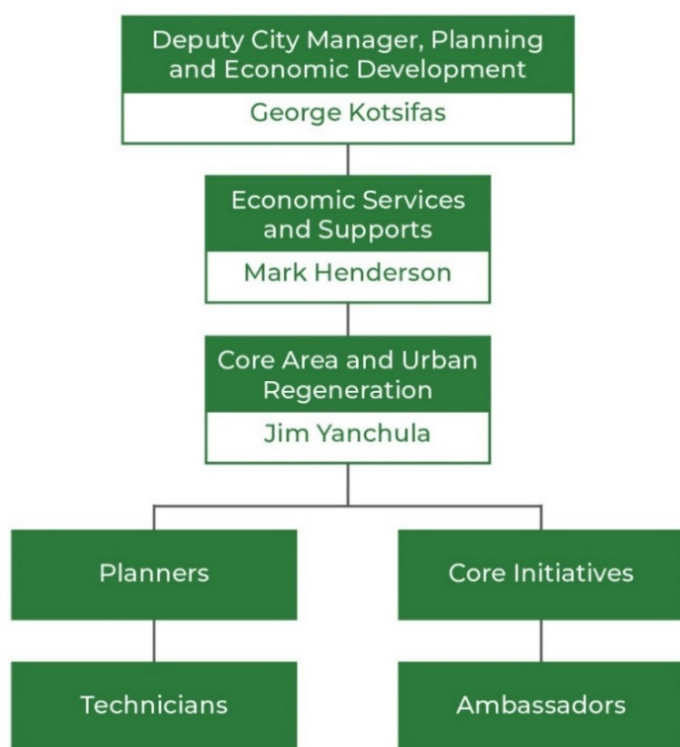 Deputy City Manager, Planning
and Economic Development
George Kotsifas
Economic Services
and Supports
Mark Henderson
Core Area and Urban
Regeneration
Jim Yanchula
Planners
Core Initiatives
Technicians
Ambassadors